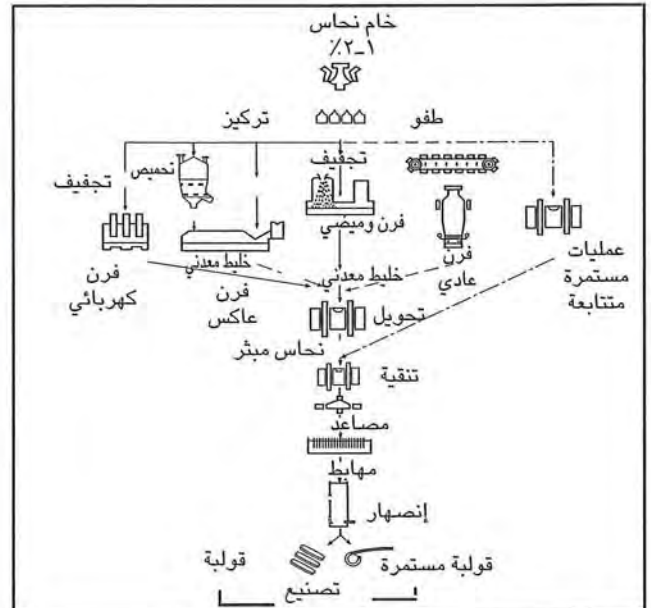 خام نحاس
١-٢٪
طفو
تركيز
تجفيف
تحميص
تجفيف
فرن وميضي
عمليات
مستمرة
متتابعة
فرن
عادي
خليط معدني
خليط معدني
فرن
عاكس
فرن
كهربائي
تحويل
نحاس مبثر
تنقية
مصاعد
مهابط
إنصهار
قولبة مستمرة
قولبة
تصنيع